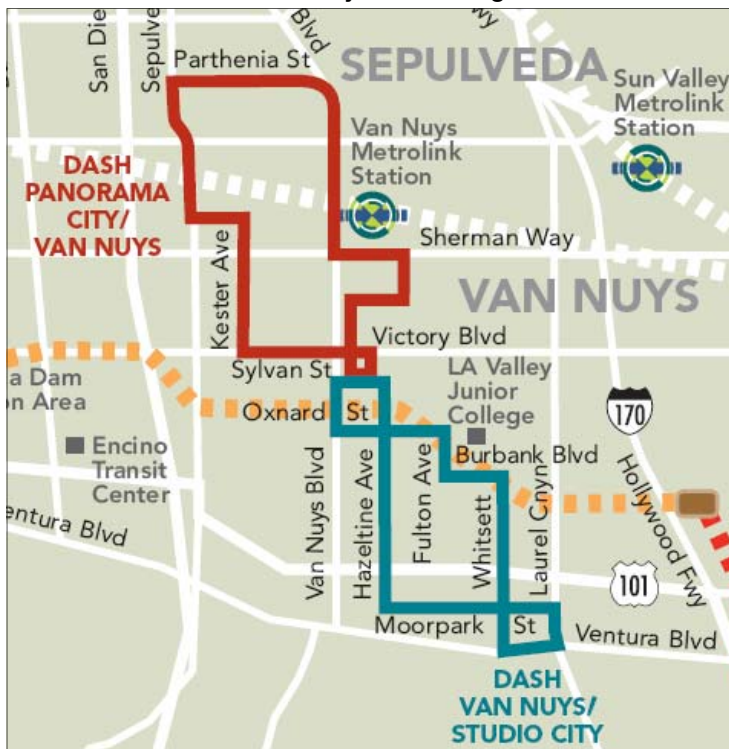 San Die
Sepulve
Blvd
Parthenia St
wy
SEPULVEDA
Sun Valley
Metrolink
Station
Van Nuys
Metrolink
Station
DASH
PANORAMA
CITY/
VAN NUYS
Kester Ave
Sherman Way
VAN NUYS
Victory Blvd
Sylvan St
LA Valley
Junior
College
a Dam
on Area
Oxnard St
170
Encino
Transit
Center
Burbank Blvd
Van Nuys Blvd
Hazeltine Ave
Fulton Ave
Whitsett
Laurel Cnyn
Hollywood Fwy
entura Blvd
101
Moorpark St
Ventura Blvd
DASH
VAN NUYS/
STUDIO CITY